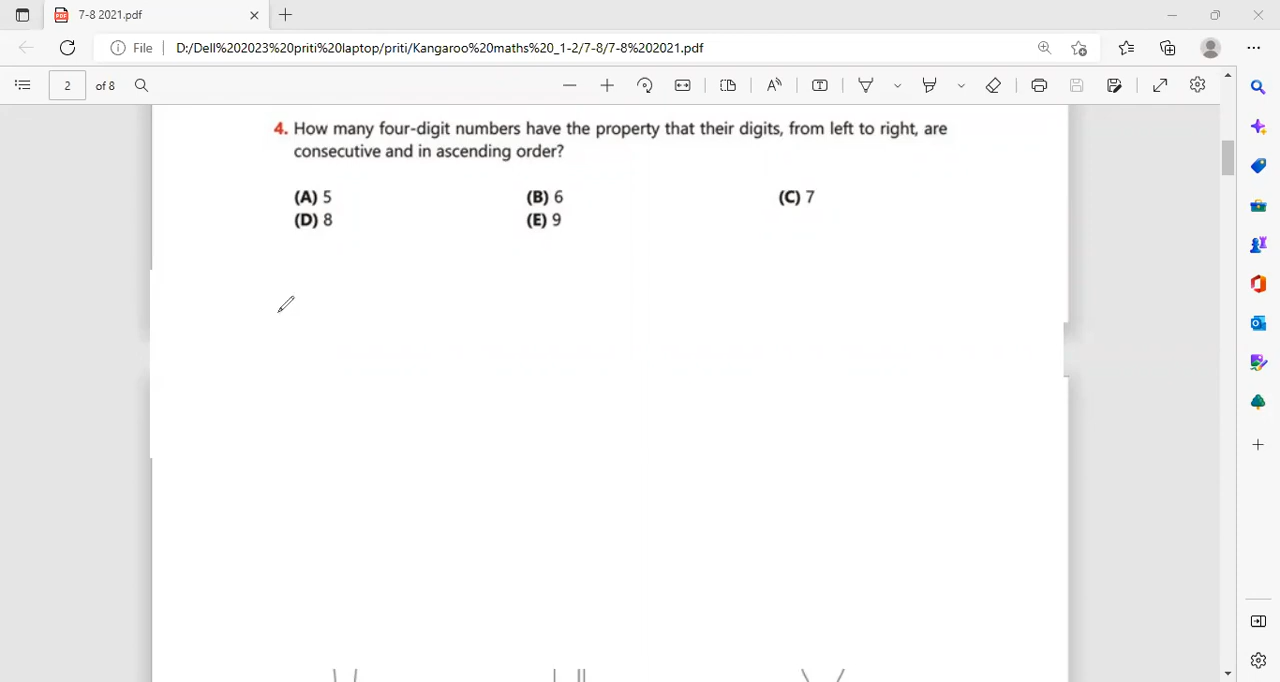 7-8 2021.pdf
File D:/Dell%202023%20priti%20laptop/priti/Kangaroo%20maths%20_1-2/7-8/7-8%202021.pdf
2 of 8
4. How many four-digit numbers have the property that their digits, from left to right, are
consecutive and in ascending order?
(A) 5 (B) 6 (C) 7
(D) 8 (E) 9